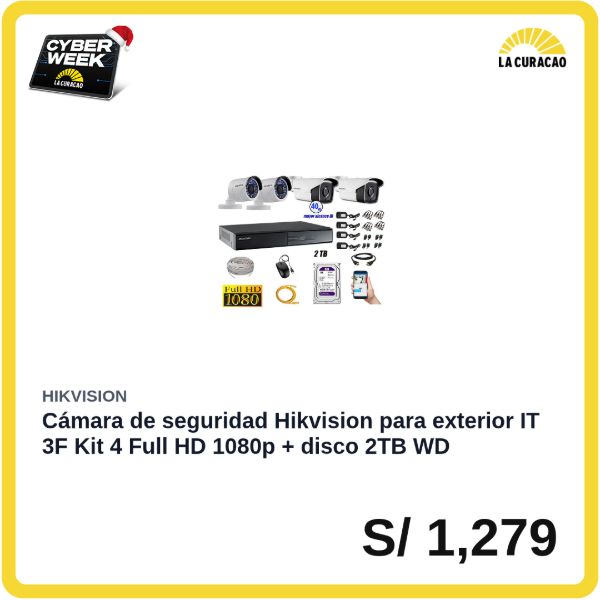 CYBER
WEEK
LA CURACAO
LA CURACAO
40
2 TB
Full HD
1080
HIKVISION
Cámara de seguridad Hikvision para exterior IT
3F Kit 4 Full HD 1080p + disco 2TB WD
S/ 1,279